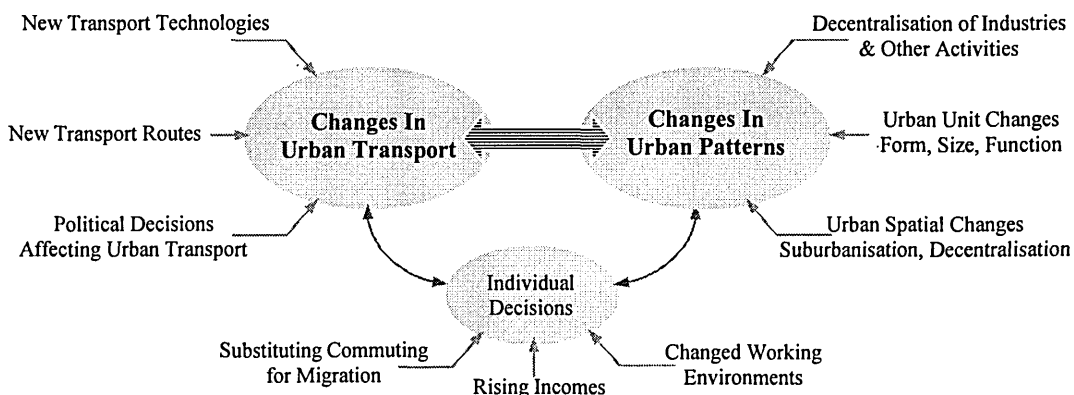 New Transport Technologies
Decentralisation of Industries
& Other Activities
Changes In
Urban Transport
Changes In
Urban Patterns
New Transport Routes
Urban Unit Changes
Form, Size, Function
Political Decisions
Affecting Urban Transport
Urban Spatial Changes
Suburbanisation, Decentralisation
Individual
Decisions
Substituting Commuting
for Migration
Rising Incomes
Changed Working
Environments